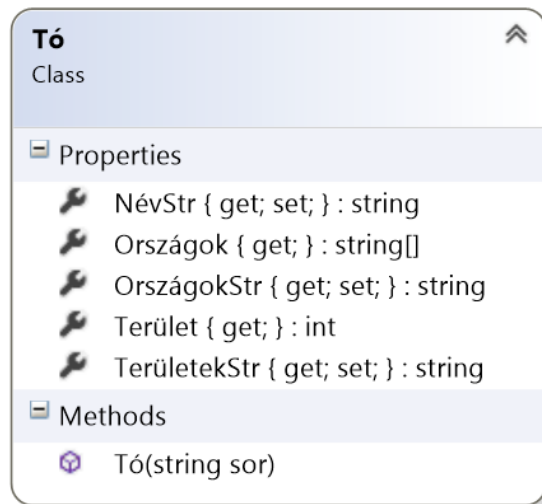 Tó
Class
Properties
NévStr { get; set; } : string
Országok { get; } : string[]
OrszágokStr { get; set; } : string
Terület { get; } : int
TerületekStr { get; set; } : string
Methods
Tó(string sor)